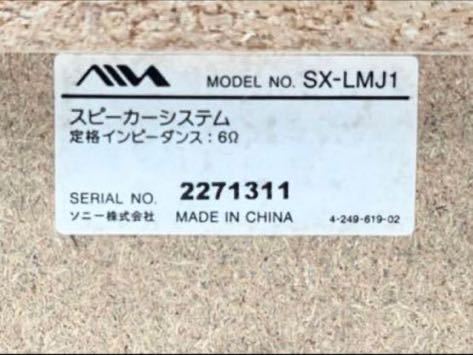 AIWA MODEL NO. SX-LMJ1
スピーカーシステム
定格インピーダンス：6Ω
SERIAL NO. 2271311
ソニー株式会社 MADE IN CHINA 4-249-619-02